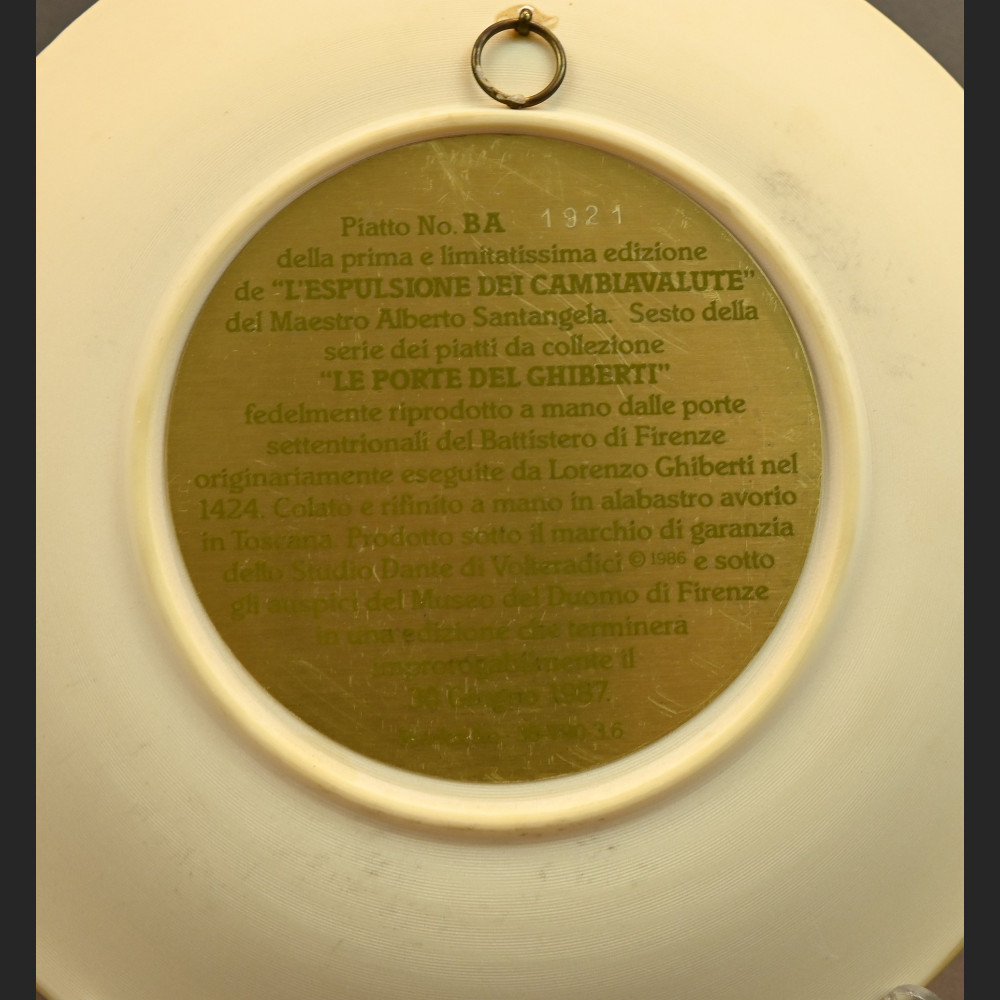 Piatto No. BA 1921
della prima e limitatissima edizione
de "L'ESPULSIONE DEI CAMBIAVALUTE"
del Maestro Alberto Santangela. Sesto della
serie dei piatti da collezione
"LE PORTE DEL GHIBERTI"
fedelmente riprodotto a mano dalle porte
settentrionali del Battistero di Firenze
originariamente eseguite da Lorenzo Ghiberti nel
1424. Colato e rifinito a mano in alabastro avorio
in Toscana. Prodotto sotto il marchio di garanzia
dello Studio Dante di Volteradici © 1986 e sotto
gli auspici del Museo del Duomo di Firenze
in una edizione che terminera
improrogabilmente il
30 Giugno 1987.
3.6